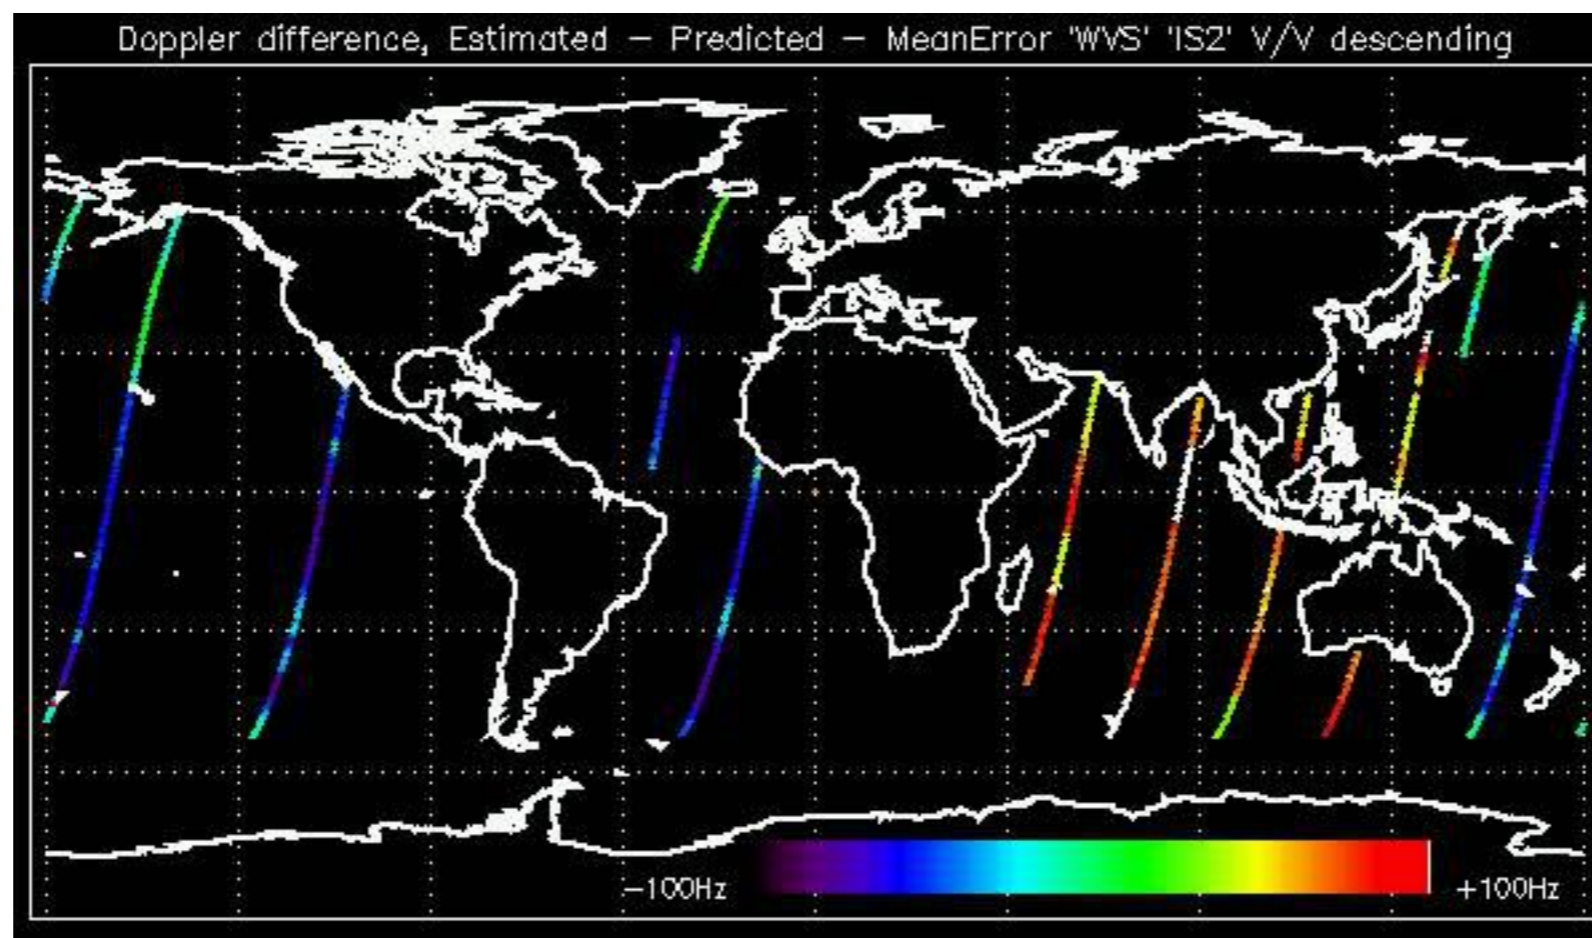 Doppler difference, Estimated – Predicted – MeanError 'WVS' 'IS2' V/V descending
−100Hz +100Hz